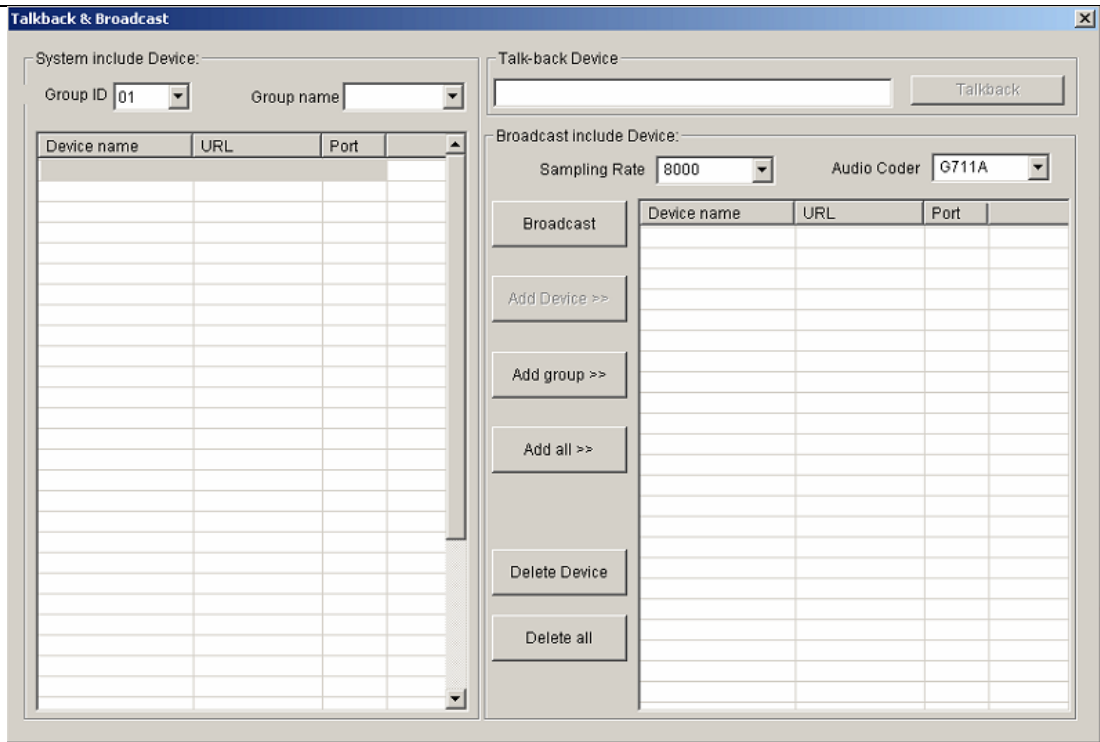 Talkback & Broadcast
System include Device:
Group ID 01 Group name
Device name URL Port
Talk-back Device
Talkback
Broadcast include Device:
Sampling Rate 8000 Audio Coder G711A
Broadcast
Add Device >>
Add group >>
Add all >>
Delete Device
Delete all
Device name URL Port